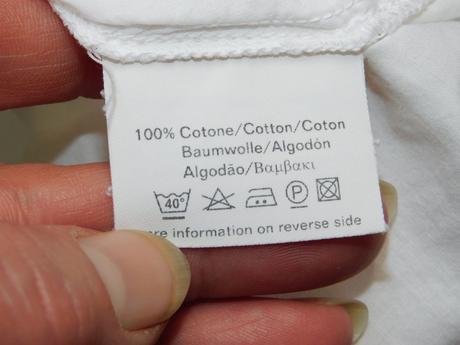 100% Cotone/Cotton/Coton
Baumwolle/Algodón
Algodão/Βαμβακι
40° P
information on reverse side